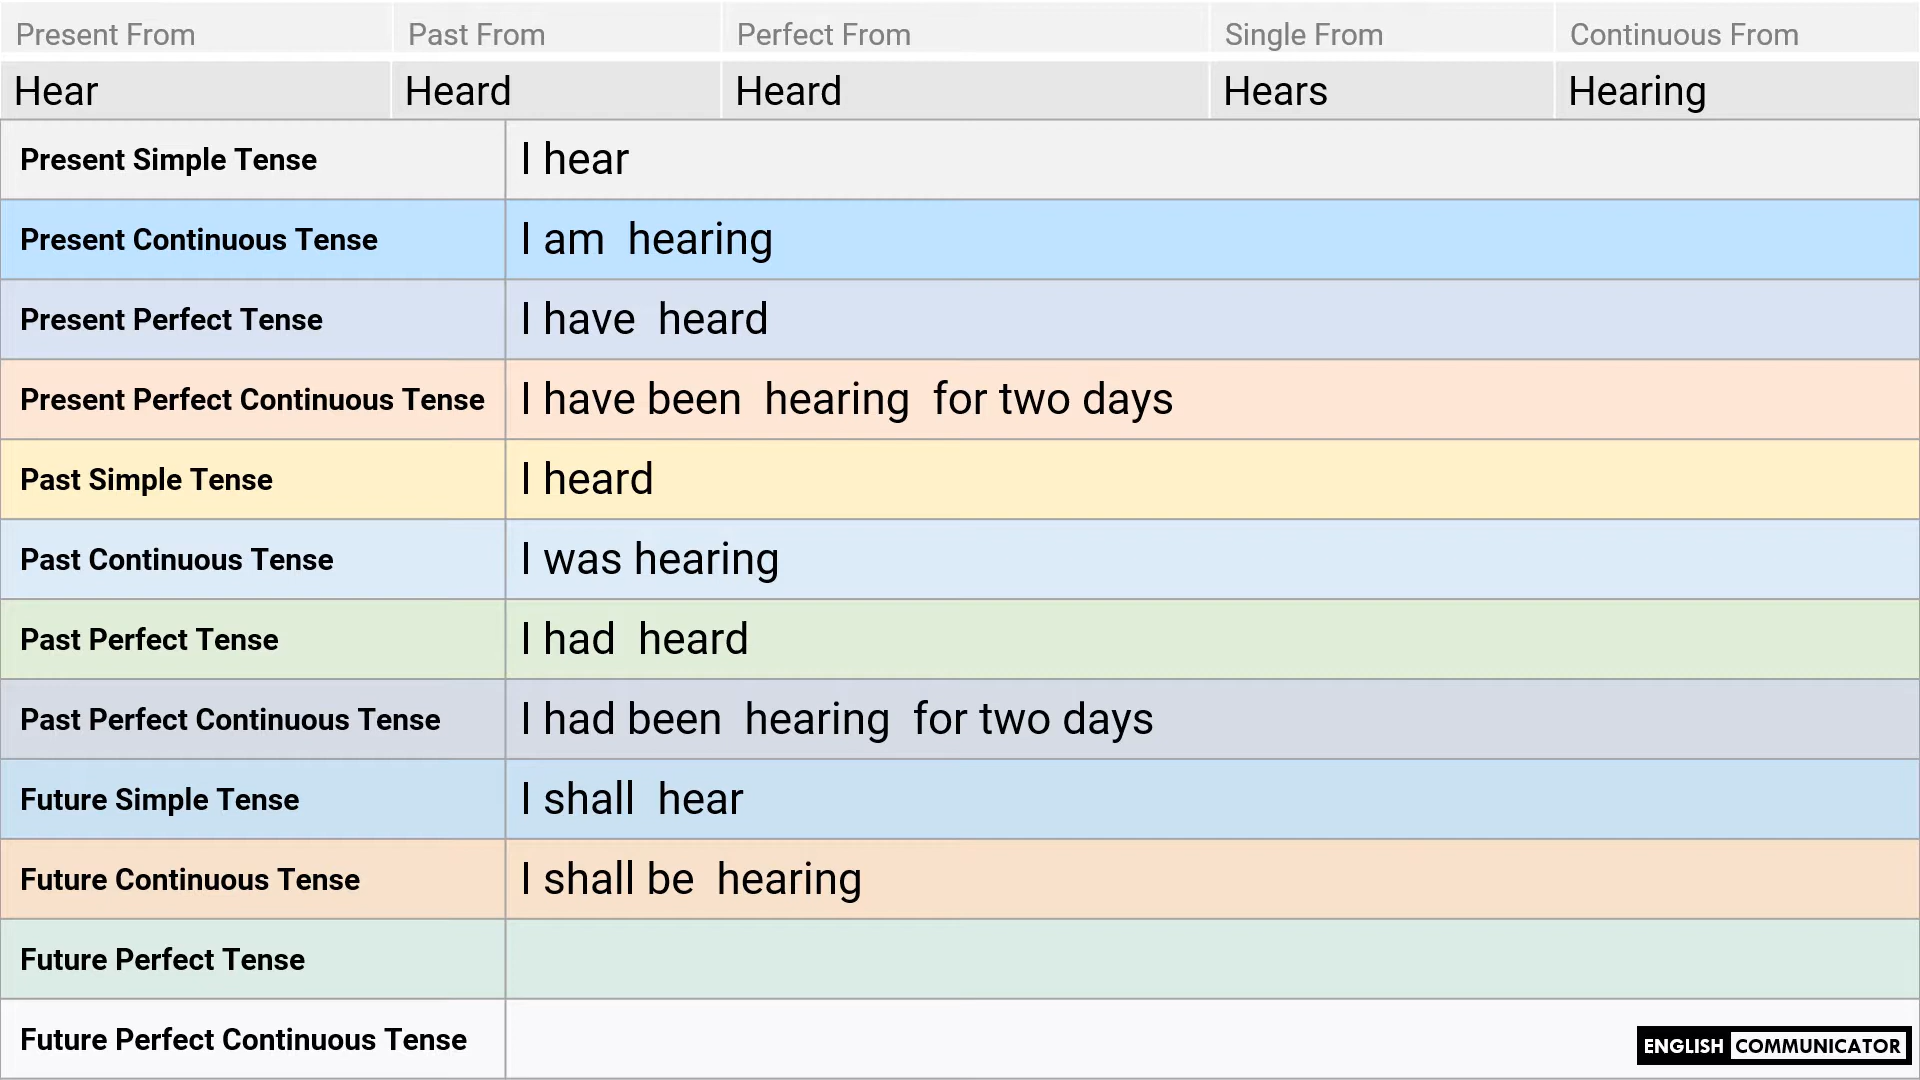 Present From Past From Perfect From Single From Continuous From
Hear Heard Heard Hears Hearing
Present Simple Tense I hear
Present Continuous Tense I am hearing
Present Perfect Tense I have heard
Present Perfect Continuous Tense I have been hearing for two days
Past Simple Tense I heard
Past Continuous Tense I was hearing
Past Perfect Tense I had heard
Past Perfect Continuous Tense I had been hearing for two days
Future Simple Tense I shall hear
Future Continuous Tense I shall be hearing
Future Perfect Tense
Future Perfect Continuous Tense
ENGLISH COMMUNICATOR